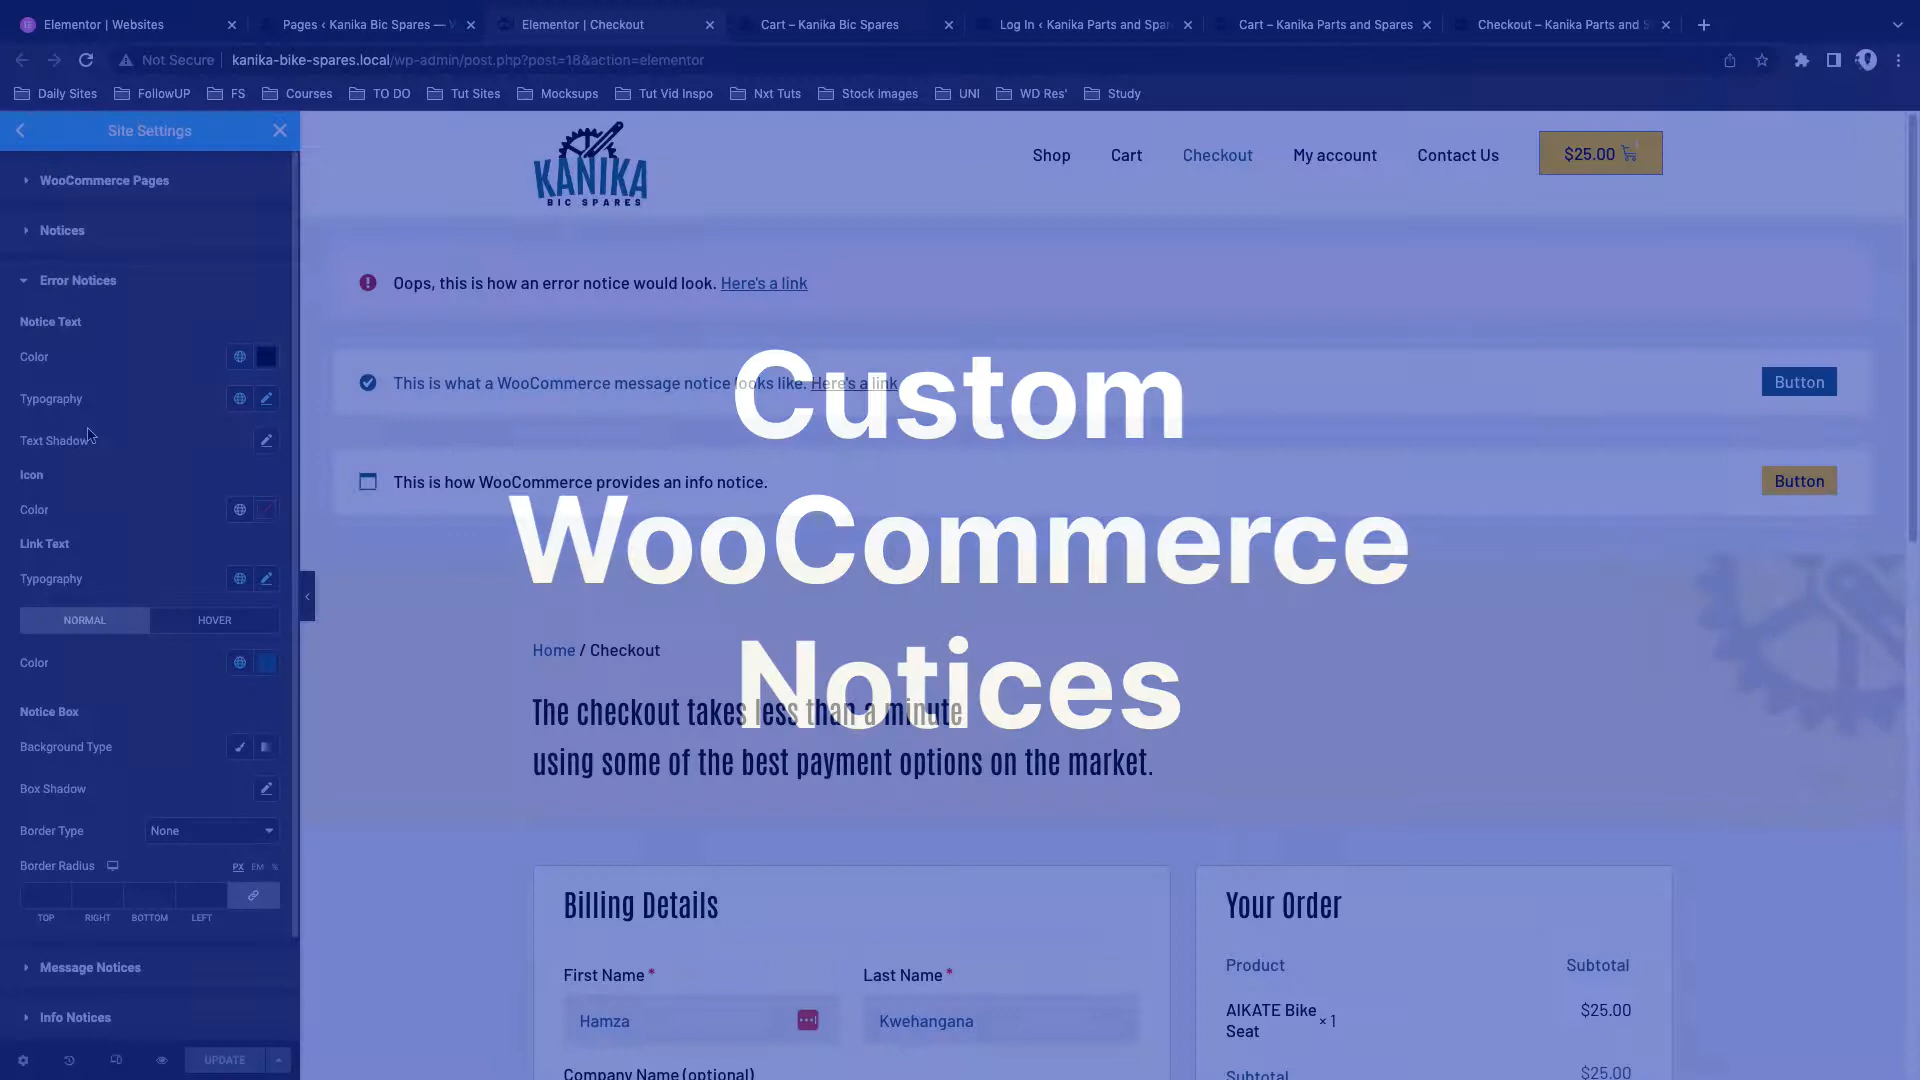 Elementor | Websites
Pages ‹ Kanika Bic Spares —
Elementor | Checkout
Cart – Kanika Bic Spares
Log In ‹ Kanika Parts and Spar
Cart – Kanika Parts and Spares
Checkout – Kanika Parts and S
Not Secure
kanika-bike-spares.local/wp-admin/post.php?post=18&action=elementor
Daily Sites
FollowUP
FS
Courses
TO DO
Tut Sites
Mocksups
Tut Vid Inspo
Nxt Tuts
Stock Images
UNI
WD Res'
Study
Site Settings
WooCommerce Pages
Notices
Error Notices
Notice Text
Color
Typography
Text Shadow
Icon
Color
Link Text
Typography
NORMAL
HOVER
Color
Notice Box
Background Type
Box Shadow
Border Type
None
Border Radius
PX EM %
TOP RIGHT BOTTOM LEFT
Message Notices
Info Notices
UPDATE
KANIKA
BIC SPARES
Shop
Cart
Checkout
My account
Contact Us
$25.00
Oops, this is how an error notice would look. Here's a link
This is what a WooCommerce message notice looks like. Here's a link
Button
This is how WooCommerce provides an info notice.
Button
Custom
WooCommerce
Notices
Home / Checkout
The checkout takes less than a minute
using some of the best payment options on the market.
Billing Details
First Name *
Last Name *
Hamza
Kwehangana
Company Name (optional)
Your Order
Product
Subtotal
AIKATE Bike
Seat
× 1
$25.00
Subtotal
$25.00